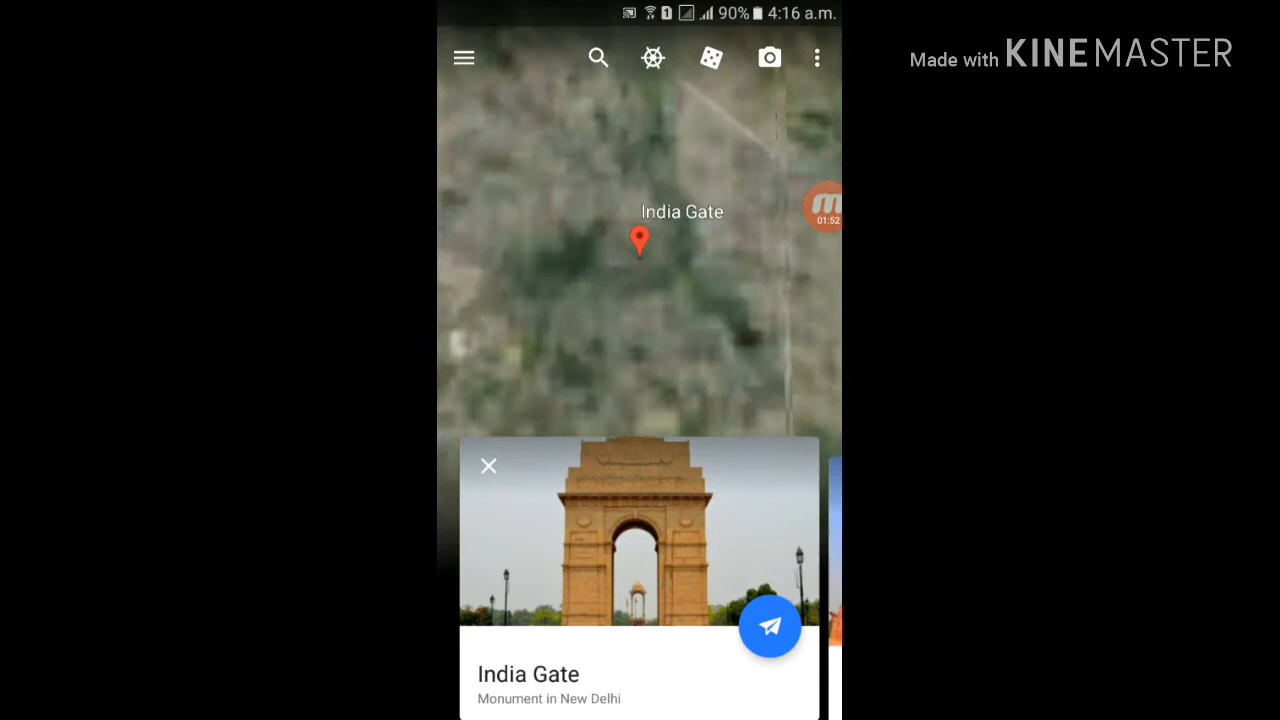 90% 4:16 a.m.
Made with KINEMASTER
India Gate
01:52
India Gate
Monument in New Delhi